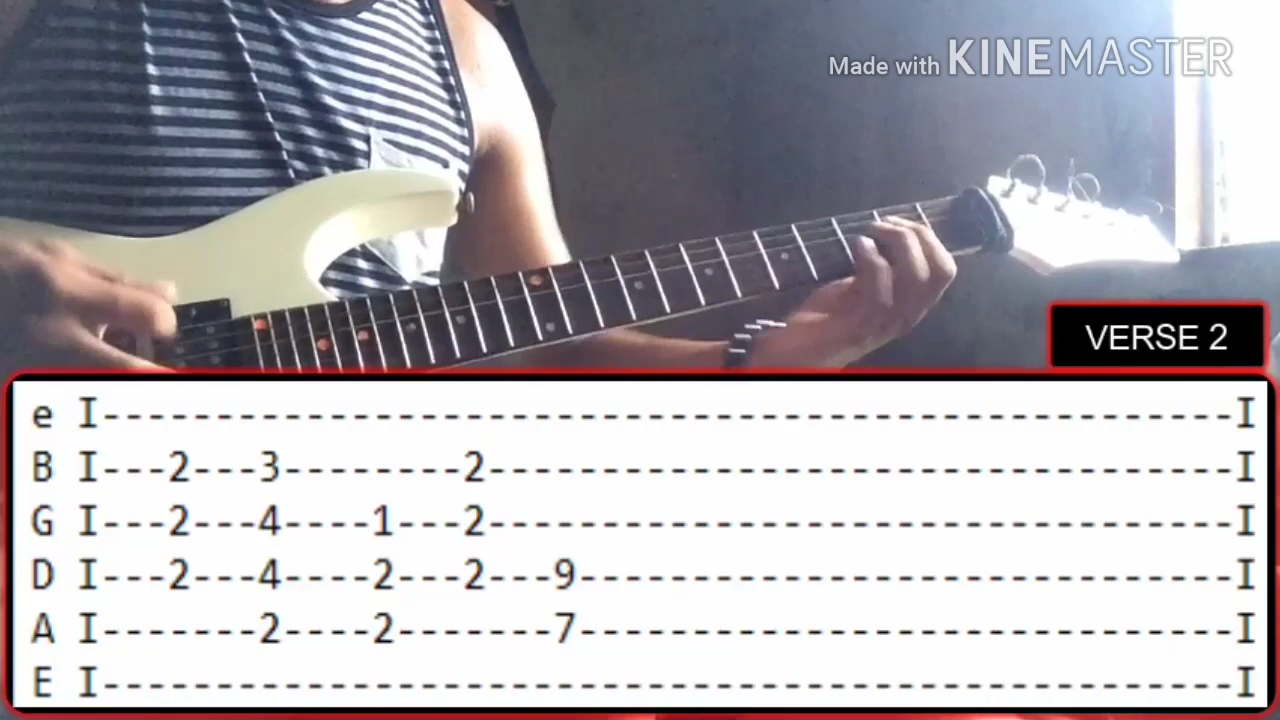 Made with KINEMASTER
VERSE 2
e I-------------------------------------------------I
B I---2---3--------2--------------------------------I
G I---2---4----1---2--------------------------------I
D I---2---4----2---2---9----------------------------I
A I-------2----2-------7----------------------------I
E I-------------------------------------------------I